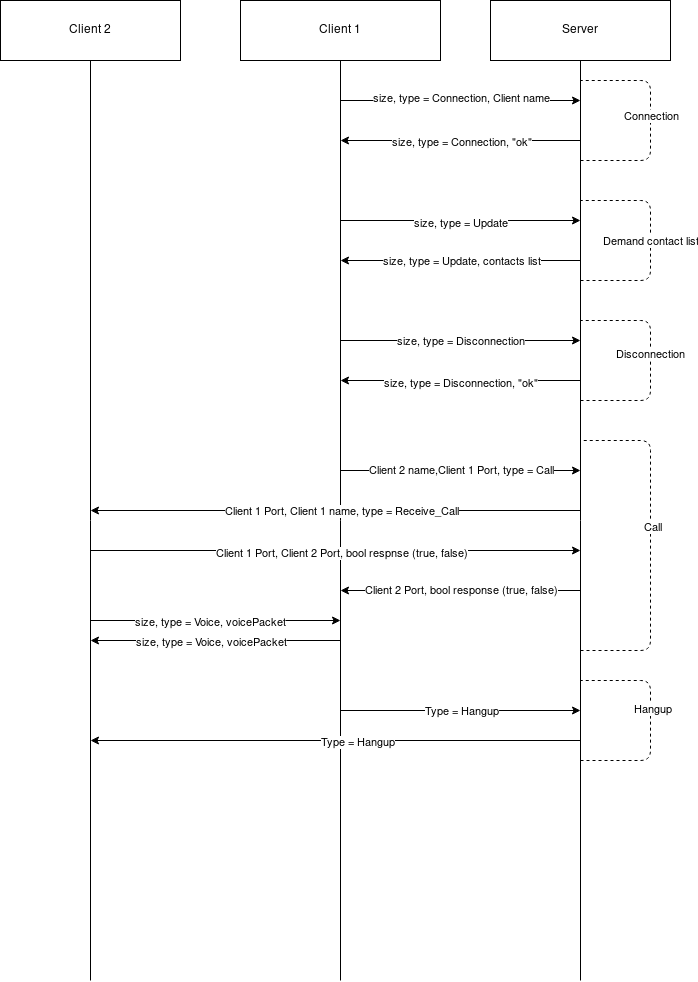 Client 2
Client 1
Server
size, type = Connection, Client name
Connection
size, type = Connection, "ok"
size, type = Update
Demand contact list
size, type = Update, contacts list
size, type = Disconnection
Disconnection
size, type = Disconnection, "ok"
Client 2 name,Client 1 Port, type = Call
Client 1 Port, Client 1 name, type = Receive_Call
Call
Client 1 Port, Client 2 Port, bool respnse (true, false)
Client 2 Port, bool response (true, false)
size, type = Voice, voicePacket
size, type = Voice, voicePacket
Type = Hangup
Hangup
Type = Hangup